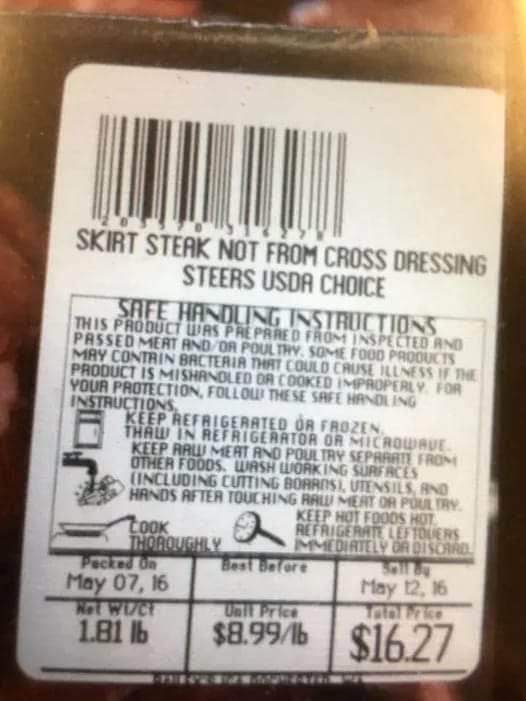 203570 31627
SKIRT STEAK NOT FROM CROSS DRESSING
STEERS USDA CHOICE
SAFE HANDLING INSTRUCTIONS
THIS PRODUCT WAS PREPARED FROM INSPECTED AND
PASSED MEAT AND/OR POULTRY. SOME FOOD PRODUCTS
MAY CONTAIN BACTERIA THAT COULD CAUSE ILLNESS IF THE
PRODUCT IS MISHANDLED OR COOKED IMPROPERLY. FOR
YOUR PROTECTION, FOLLOW THESE SAFE HANDLING
INSTRUCTIONS.
KEEP REFRIGERATED OR FROZEN.
THAW IN REFRIGERATOR OR MICROWAVE.
KEEP RAW MEAT AND POULTRY SEPARATE FROM
OTHER FOODS. WASH WORKING SURFACES
(INCLUDING CUTTING BOARDS), UTENSILS, AND
HANDS AFTER TOUCHING RAW MEAT OR POULTRY.
COOK
THOROUGHLY
KEEP HOT FOODS HOT.
REFRIGERATE LEFTOVERS
IMMEDIATELY OR DISCARD.
Packed On
May 07, 16
Best Before
Sell By
May 12, 16
Net Wt/Ct
1.81 lb
Unit Price
$8.99/lb
Total Price
$16.27